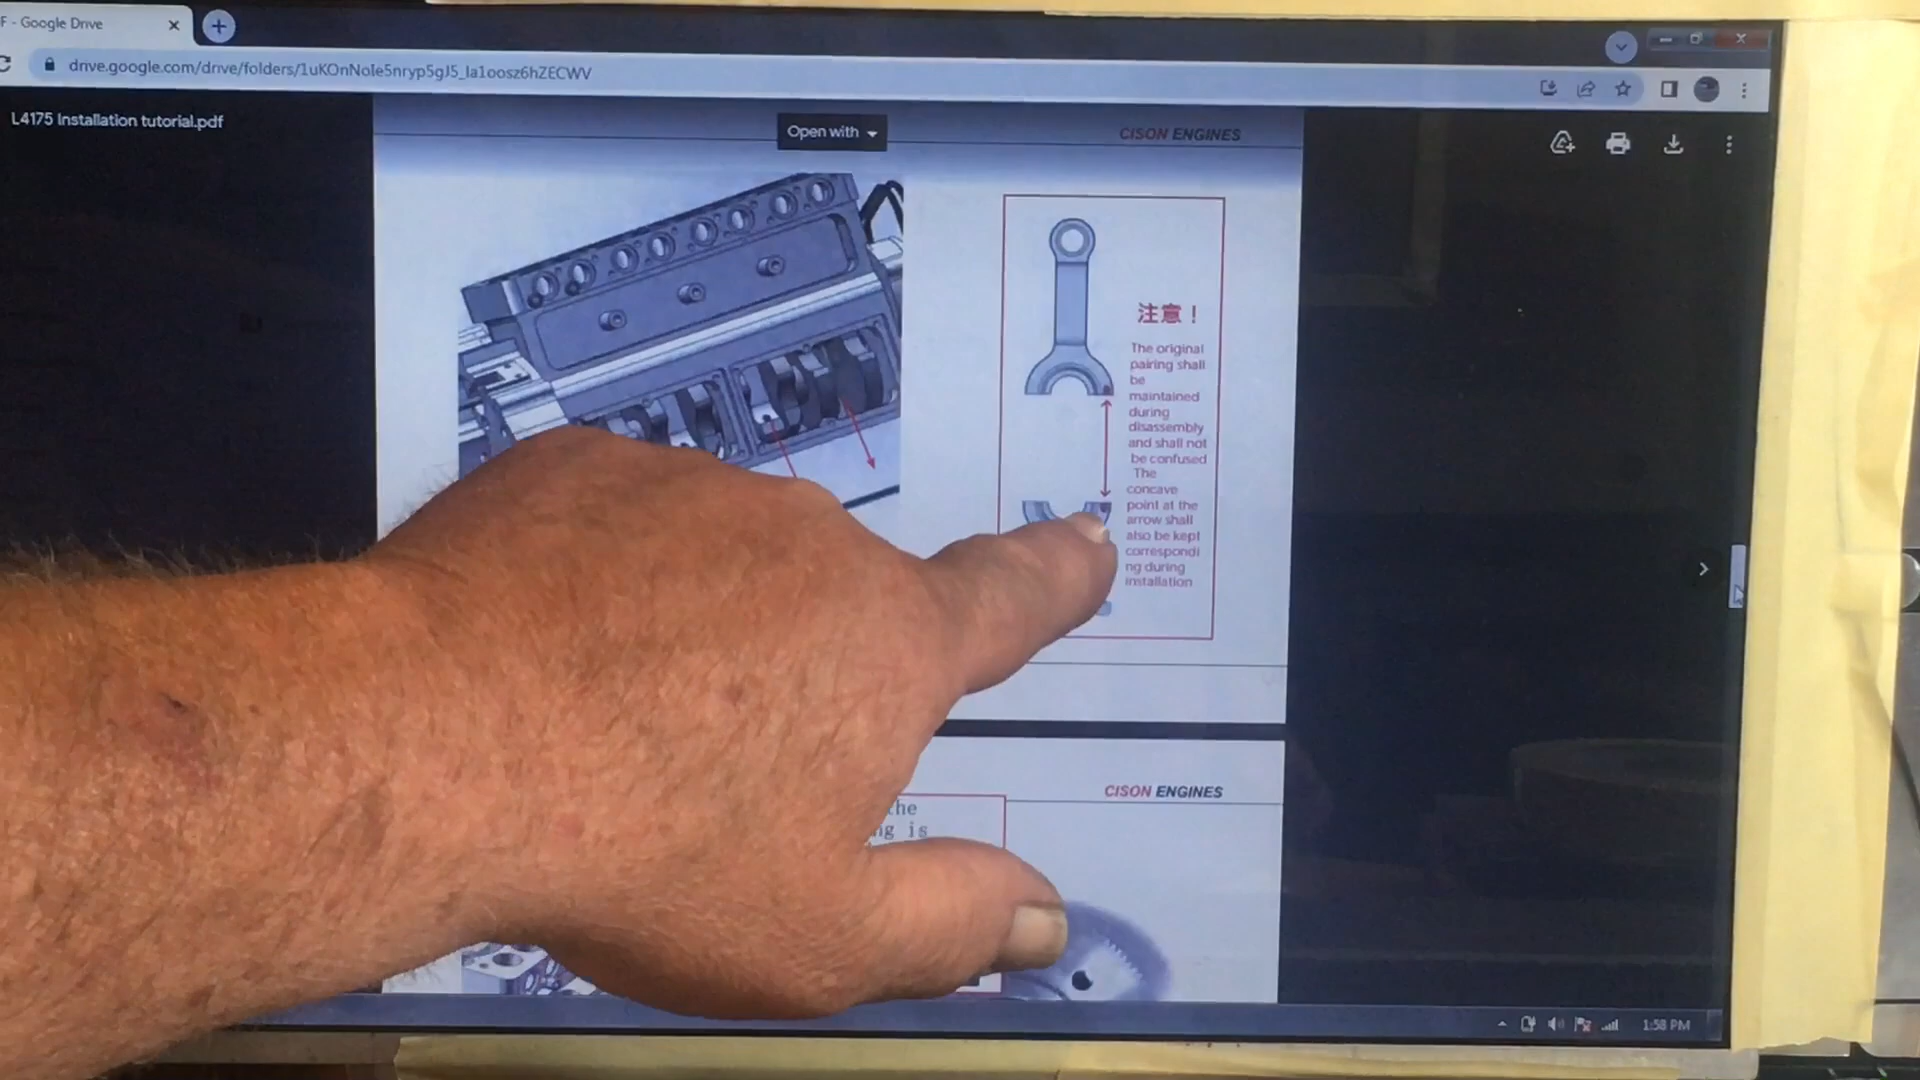 F - Google Drive
drive.google.com/drive/folders/1uKOnNole5nryp5gJ5_la1oosz6hZECWV
L4175 Installation tutorial.pdf
Open with
CISON ENGINES
注意！
The original
pairing shall
be
maintained
during
disassembly
and shall not
be confused
The
concave
point at the
arrow shall
also be kept
correspondi
ng during
installation
CISON ENGINES
the
ng is
1:58 PM